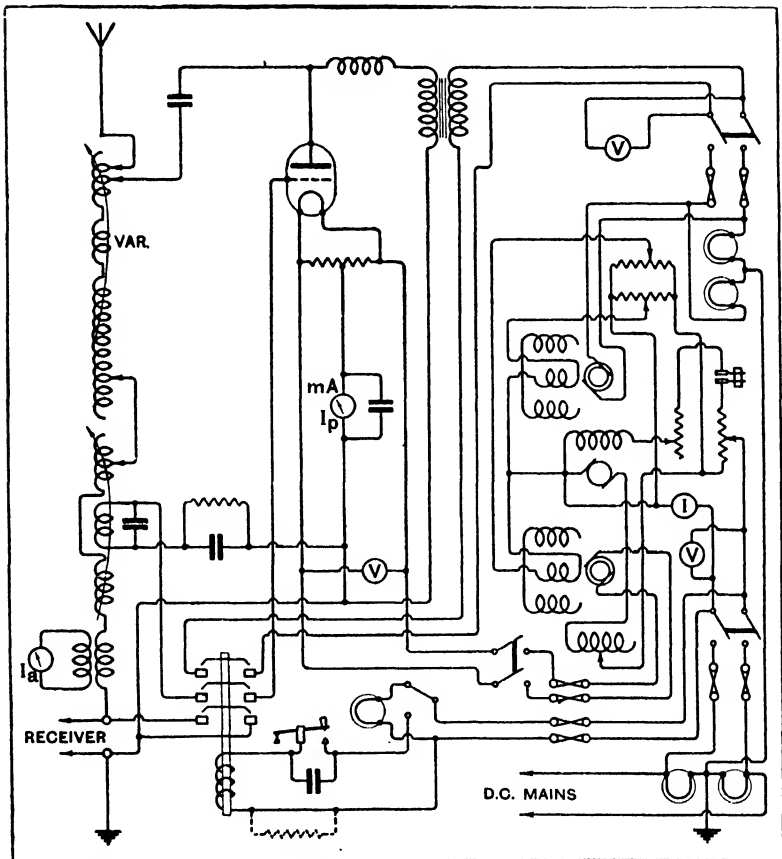 VAR.
V
mA
Ip
I
V
V
Ia
RECEIVER
D.C. MAINS